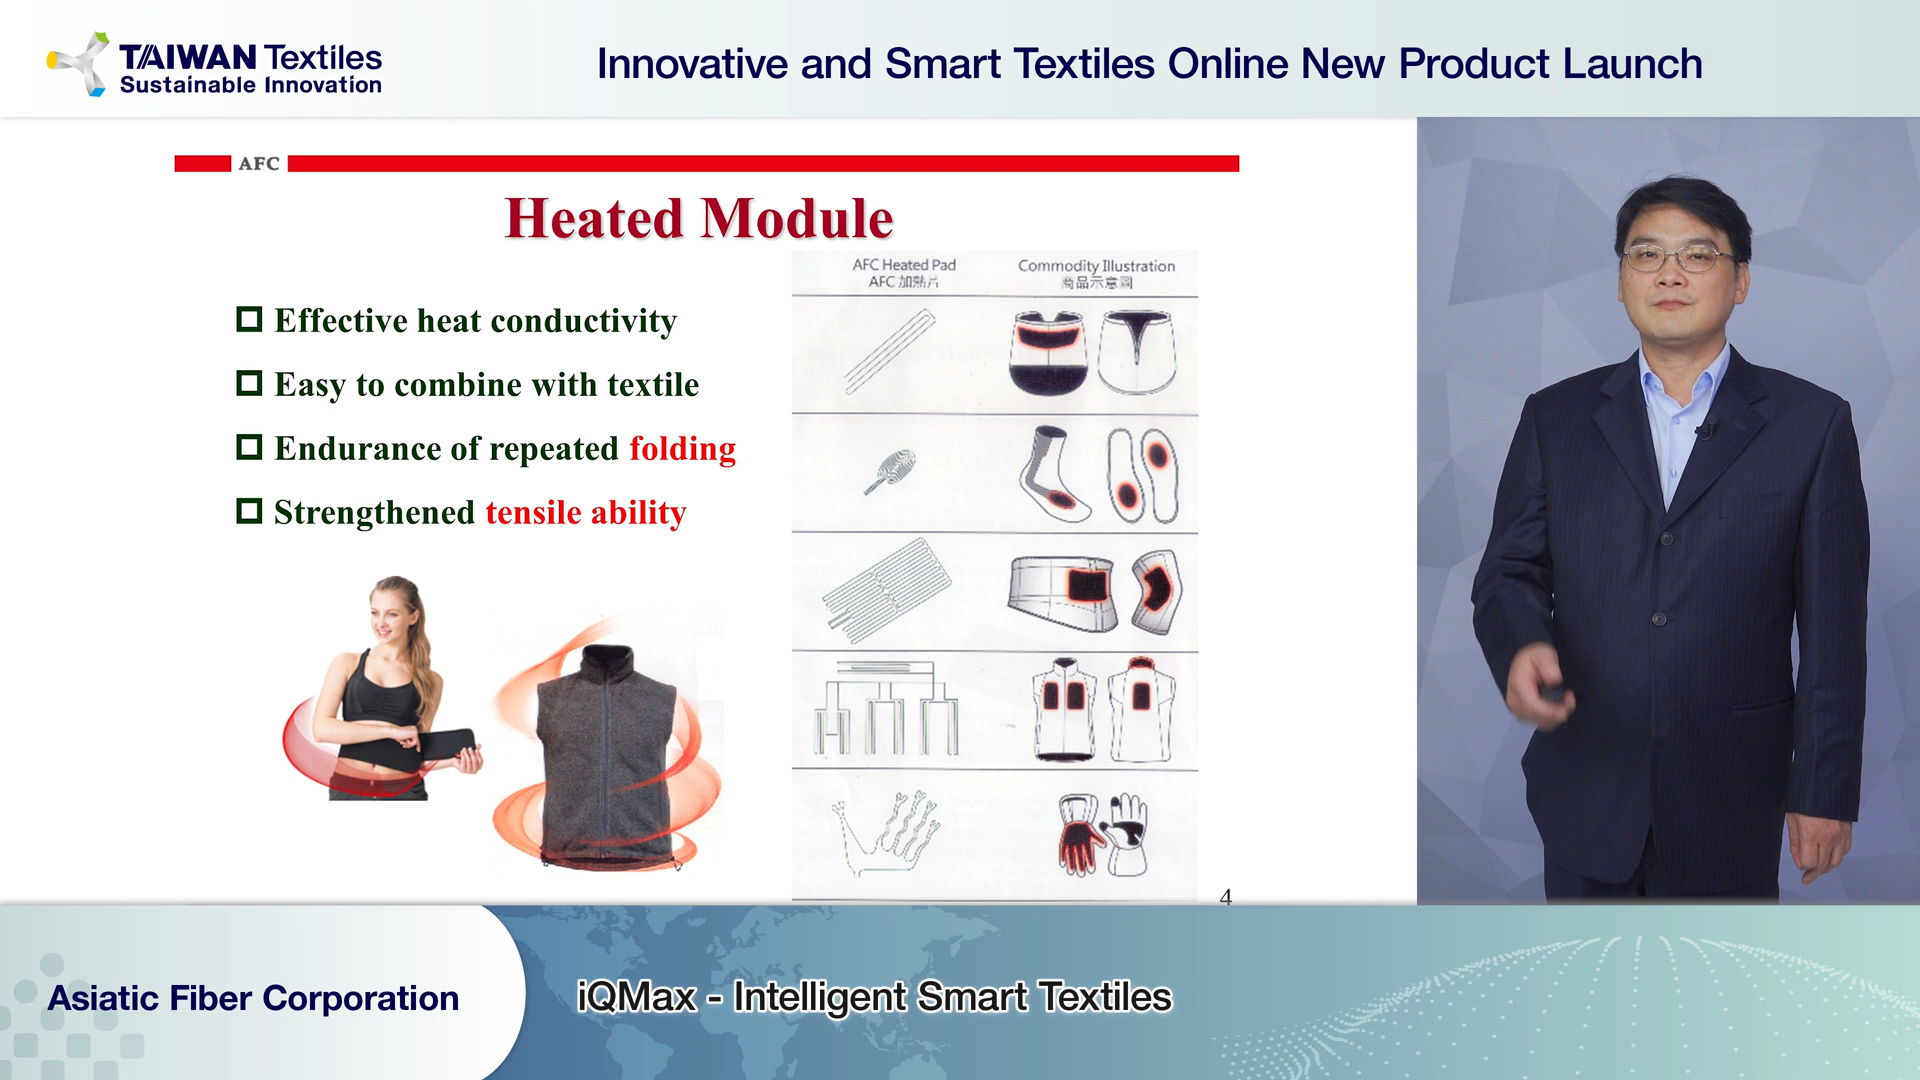 TAIWAN Textiles
Sustainable Innovation
Innovative and Smart Textiles Online New Product Launch
AFC
Heated Module
Effective heat conductivity
Easy to combine with textile
Endurance of repeated folding
Strengthened tensile ability
AFC Heated Pad
AFC 加熱片
Commodity Illustration
商品示意圖
4
Asiatic Fiber Corporation
iQMax - Intelligent Smart Textiles